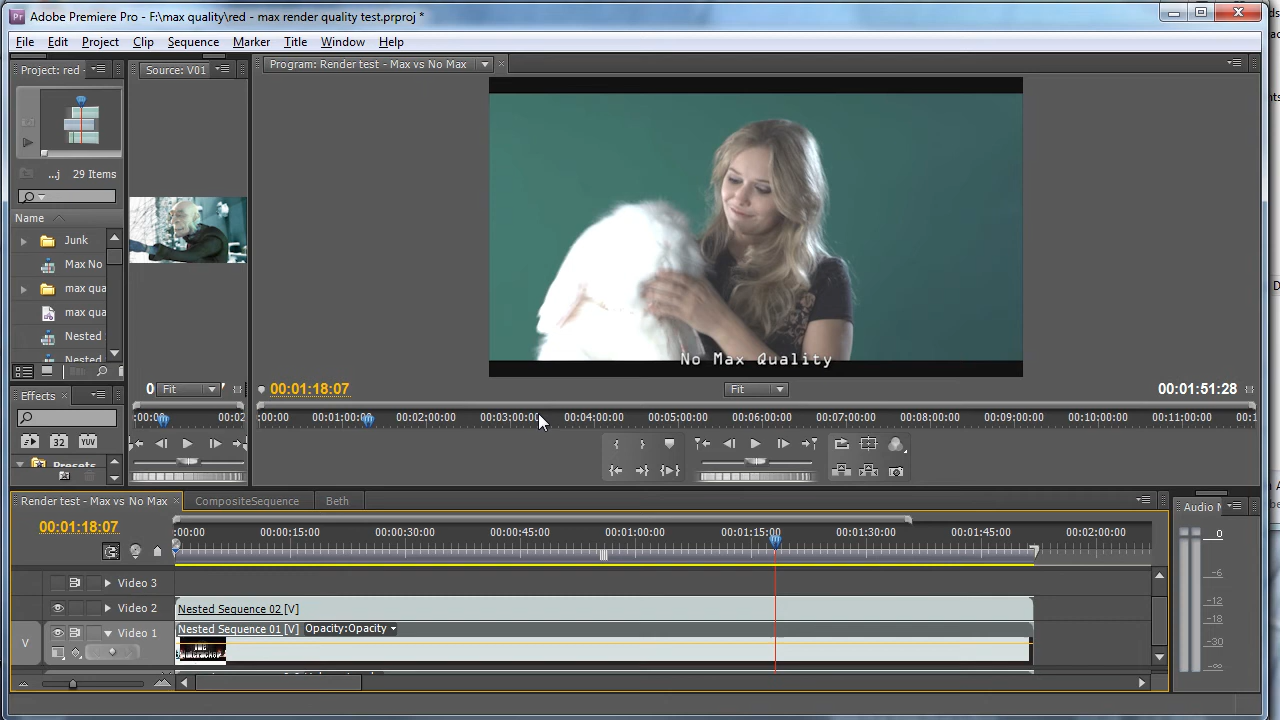 Adobe Premiere Pro - F:\max quality\red - max render quality test.prproj *
File Edit Project Clip Sequence Marker Title Window Help
Project: red
Source: V01
Program: Render test - Max vs No Max
..j 29 Items
Name
Junk
Max No
max qua
max qua
Nested
Nested
No Max Quality
0 Fit
00:01:18:07
Fit
00:01:51:28
Effects
:00:00 00:02
:00:00 00:01:00:00 00:02:00:00 00:03:00:00 00:04:00:00 00:05:00:00 00:06:00:00 00:07:00:00 00:08:00:00 00:09:00:00 00:10:00:00 00:11:00:00 00:1
32 YUV
Presets
Render test - Max vs No Max CompositeSequence Beth
Audio M
00:01:18:07
:00:00 00:00:15:00 00:00:30:00 00:00:45:00 00:01:00:00 00:01:15:00 00:01:30:00 00:01:45:00 00:02:00:00
0
-6
-12
-18
-30
-∞
Video 3
Video 2
Nested Sequence 02 [V]
V
Video 1
Nested Sequence 01 [V] Opacity:Opacity